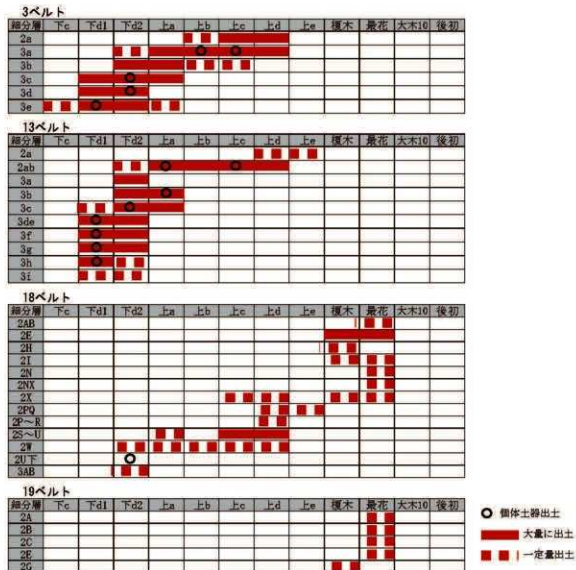 3ベルト
細分層 下c 下d1 下d2 上a 上b 上c 上d 上e 榎木 最花 大木10 後初
2a
3a
3b
3c
3d
3e
13ベルト
細分層 下c 下d1 下d2 上a 上b 上c 上d 上e 榎木 最花 大木10 後初
2a
2ab
3a
3b
3c
3de
3f
3g
3h
3i
18ベルト
細分層 下c 下d1 下d2 上a 上b 上c 上d 上e 榎木 最花 大木10 後初
2AB
2E
2H
2I
2N
2NX
2X
2PQ
2P～R
2S～U
2W
2U下
3AB
19ベルト
細分層 下c 下d1 下d2 上a 上b 上c 上d 上e 榎木 最花 大木10 後初
2A
2B
2C
2E
2G
個体土器出土
大量に出土
一定量出土